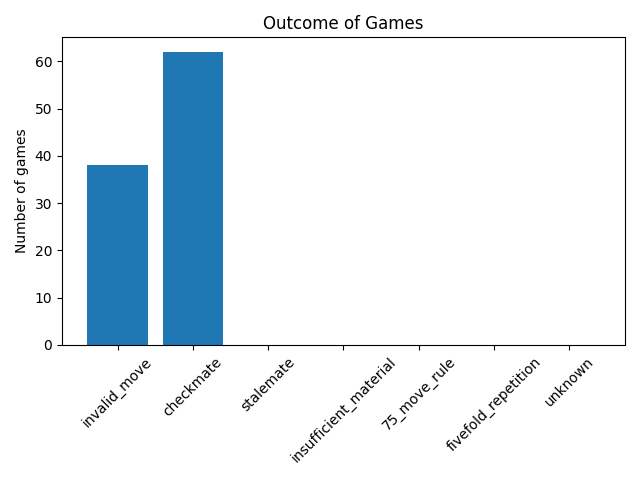 Outcome of Games
Number of games
60
50
40
30
20
10
0
invalid_move
checkmate
stalemate
insufficient_material
75_move_rule
fivefold_repetition
unknown